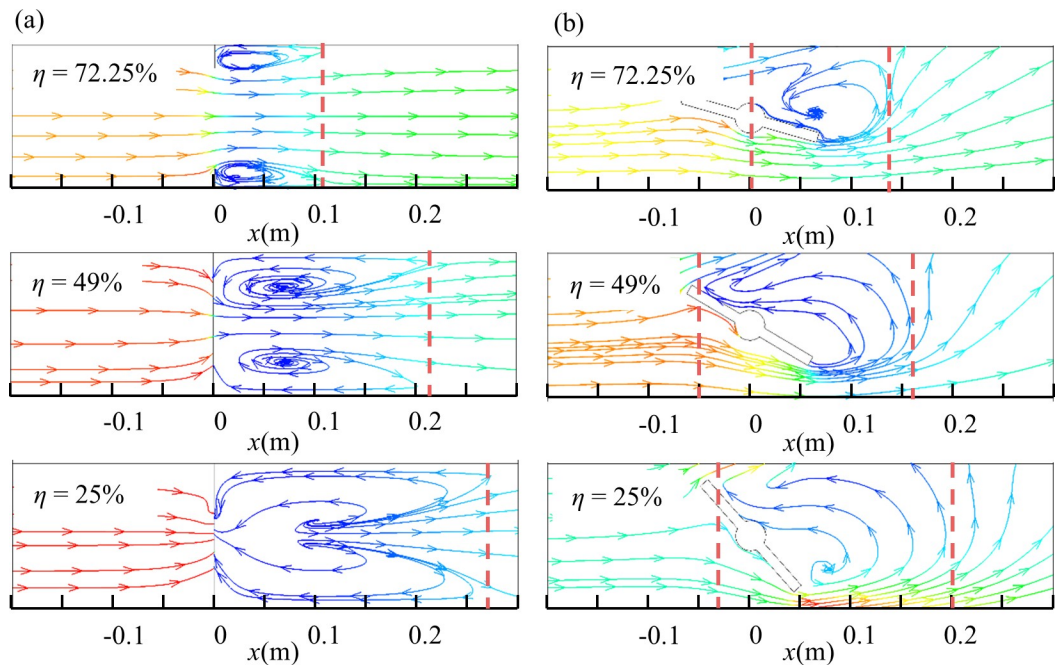 (a)
(b)
η = 72.25%
-0.1 0 0.1 0.2
x(m)
η = 72.25%
-0.1 0 0.1 0.2
x(m)
η = 49%
-0.1 0 0.1 0.2
x(m)
η = 49%
-0.1 0 0.1 0.2
x(m)
η = 25%
-0.1 0 0.1 0.2
x(m)
η = 25%
-0.1 0 0.1 0.2
x(m)